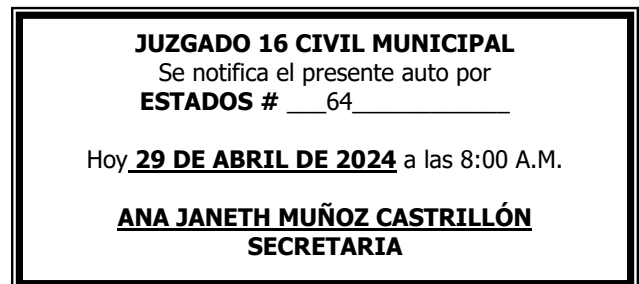 JUZGADO 16 CIVIL MUNICIPAL
Se notifica el presente auto por
ESTADOS # ___64____________
Hoy 29 DE ABRIL DE 2024 a las 8:00 A.M.
ANA JANETH MUÑOZ CASTRILLÓN
SECRETARIA